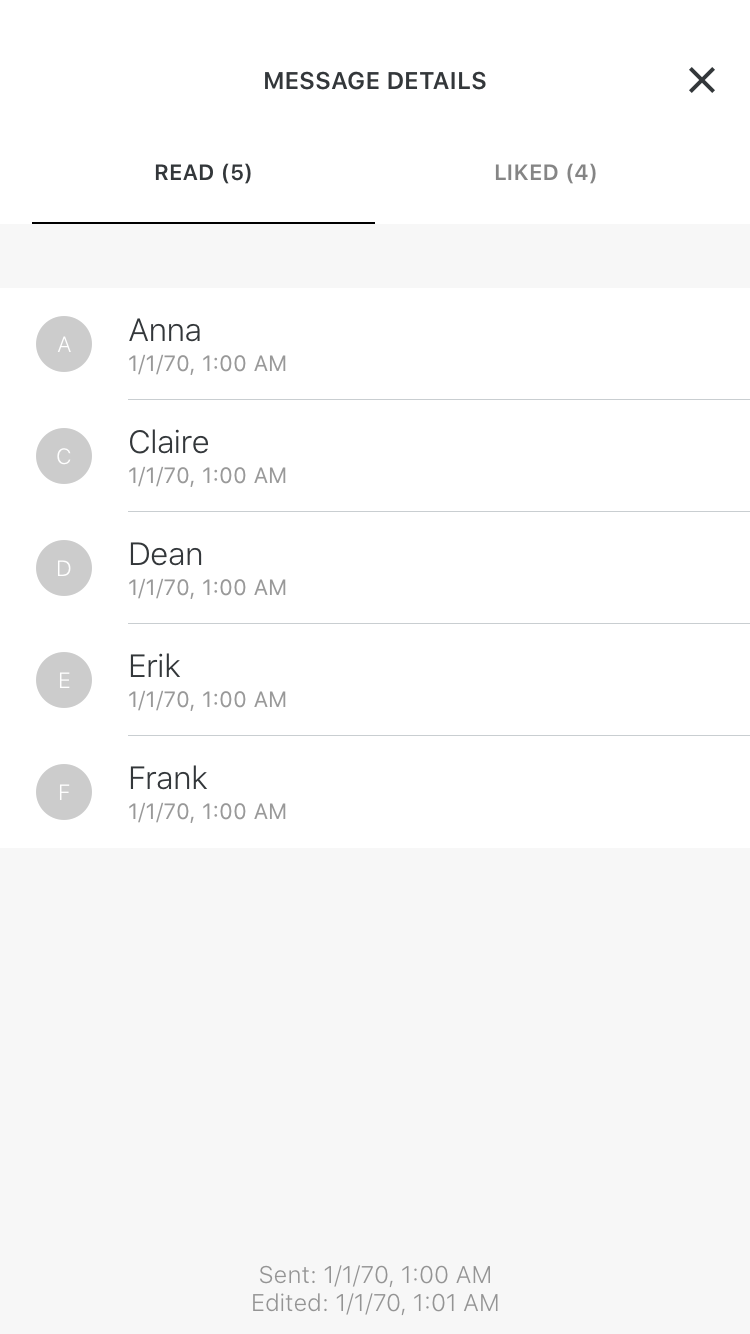 MESSAGE DETAILS
READ (5) LIKED (4)
A Anna
1/1/70, 1:00 AM
C Claire
1/1/70, 1:00 AM
D Dean
1/1/70, 1:00 AM
E Erik
1/1/70, 1:00 AM
F Frank
1/1/70, 1:00 AM
Sent: 1/1/70, 1:00 AM
Edited: 1/1/70, 1:01 AM